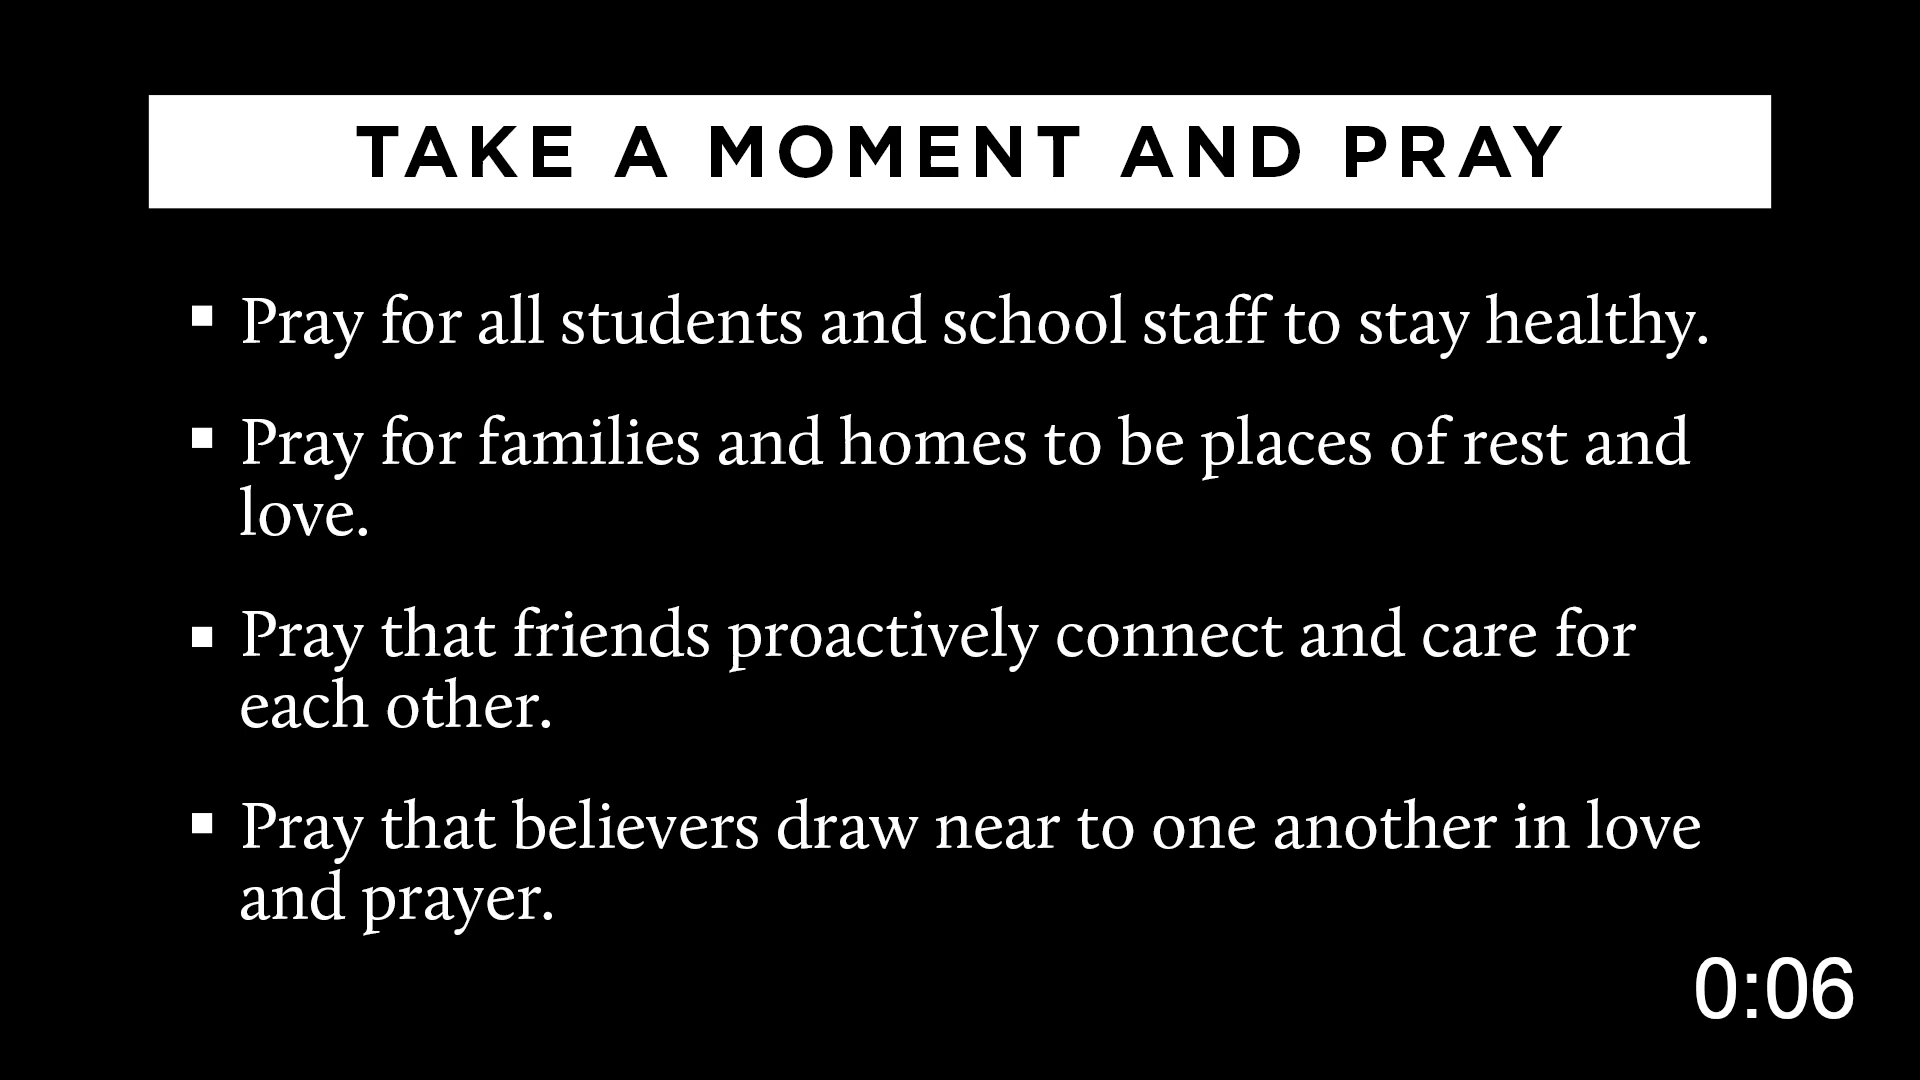 TAKE A MOMENT AND PRAY
▪ Pray for all students and school staff to stay healthy.
▪ Pray for families and homes to be places of rest and
love.
▪ Pray that friends proactively connect and care for
each other.
▪ Pray that believers draw near to one another in love
and prayer.
0:06